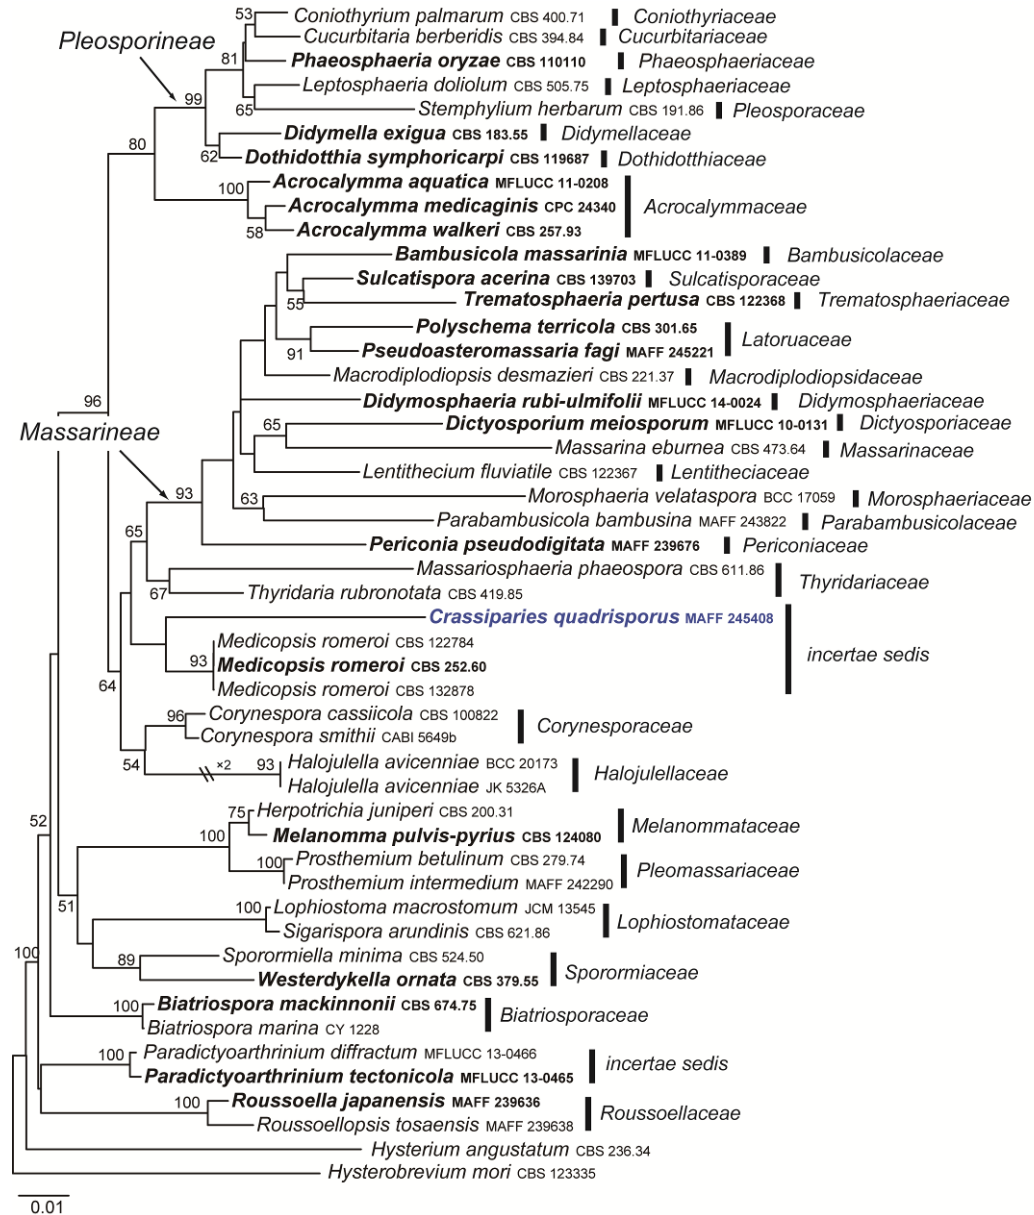 53 Coniothyrium palmarum CBS 400.71 Coniothyriaceae
Pleosporineae Cucurbitaria berberidis CBS 394.84 Cucurbitariaceae
81 Phaeosphaeria oryzae CBS 110110 Phaeosphaeriaceae
Leptosphaeria doliolum CBS 505.75 Leptosphaeriaceae
99 65 Stemphylium herbarum CBS 191.86 Pleosporaceae
Didymella exigua CBS 183.55 Didymellaceae
80 62 Dothidotthia symphoricarpi CBS 119687 Dothidotthiaceae
100 Acrocalymma aquatica MFLUCC 11-0208
Acrocalymma medicaginis CPC 24340 Acrocalymmaceae
58 Acrocalymma walkeri CBS 257.93
Bambusicola massarinia MFLUCC 11-0389 Bambusicolaceae
Sulcatispora acerina CBS 139703 Sulcatisporaceae
55 Trematosphaeria pertusa CBS 122368 Trematosphaeriaceae
Polyschema terricola CBS 301.65 Latoruaceae
91 Pseudoasteromassaria fagi MAFF 245221
Macrodiplodiopsis desmazieri CBS 221.37 Macrodiplodiopsidaceae
96 Didymosphaeria rubi-ulmifolii MFLUCC 14-0024 Didymosphaeriaceae
Massarineae 65 Dictyosporium meiosporum MFLUCC 10-0131 Dictyosporiaceae
Massarina eburnea CBS 473.64 Massarinaceae
Lentithecium fluviatile CBS 122367 Lentitheciaceae
93 63 Morosphaeria velataspora BCC 17059 Morosphaeriaceae
Parabambusicola bambusina MAFF 243822 Parabambusicolaceae
65 Periconia pseudodigitata MAFF 239676 Periconiaceae
Massariosphaeria phaeospora CBS 611.86 Thyridariaceae
67 Thyridaria rubronotata CBS 419.85
Crassiparies quadrisporus MAFF 245408
Medicopsis romeroi CBS 122784 incertae sedis
93 Medicopsis romeroi CBS 252.60
64 Medicopsis romeroi CBS 132878
96 Corynespora cassiicola CBS 100822 Corynesporaceae
Corynespora smithii CABI 5649b
54 ×2 93 Halojulella avicenniae BCC 20173 Halojulellaceae
Halojulella avicenniae JK 5326A
52 75 Herpotrichia juniperi CBS 200.31 Melanommataceae
100 Melanomma pulvis-pyrius CBS 124080
100 Prosthemium betulinum CBS 279.74 Pleomassariaceae
Prosthemium intermedium MAFF 242290
51 100 Lophiostoma macrostomum JCM 13545 Lophiostomataceae
Sigarispora arundinis CBS 621.86
100 89 Sporormiella minima CBS 524.50 Sporormiaceae
Westerdykella ornata CBS 379.55
100 Biatriospora mackinnonii CBS 674.75 Biatriosporaceae
Biatriospora marina CY 1228
100 Paradictyoarthrinium diffractum MFLUCC 13-0466 incertae sedis
Paradictyoarthrinium tectonicola MFLUCC 13-0465
100 Roussoella japanensis MAFF 239636 Roussoellaceae
Roussoellopsis tosaensis MAFF 239638
Hysterium angustatum CBS 236.34
Hysterobrevium mori CBS 123335
0.01